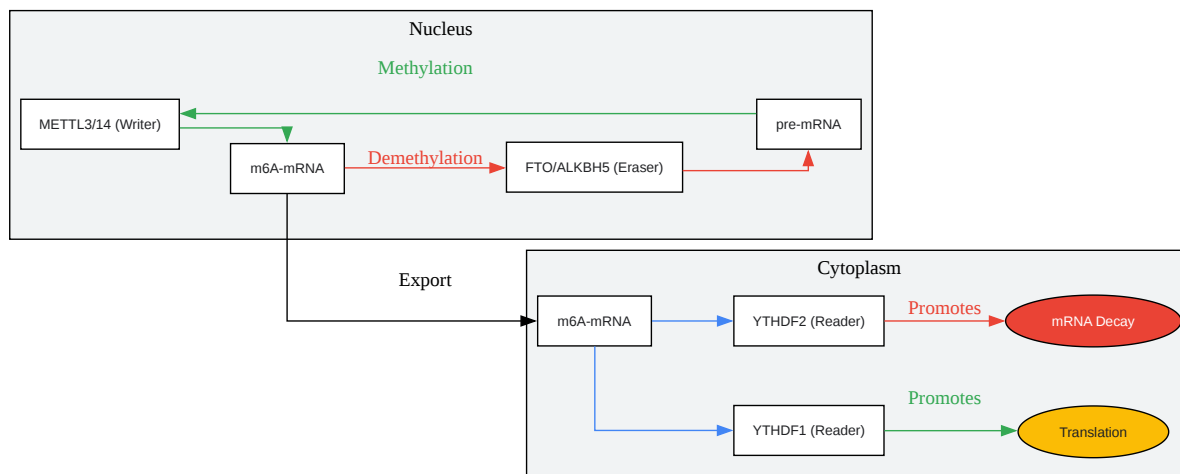 Nucleus
Methylation
METTL3/14 (Writer)
pre-mRNA
m6A-mRNA
Demethylation
FTO/ALKBH5 (Eraser)
Export
Cytoplasm
m6A-mRNA
YTHDF2 (Reader)
Promotes
mRNA Decay
YTHDF1 (Reader)
Promotes
Translation